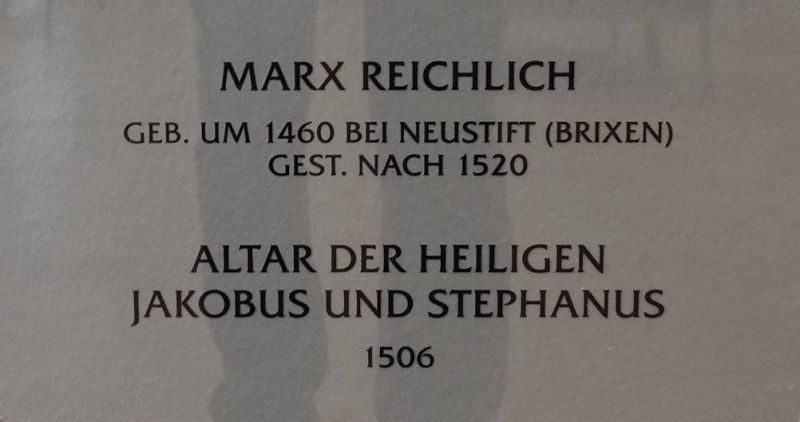 MARX REICHLICH
GEB. UM 1460 BEI NEUSTIFT (BRIXEN)
GEST. NACH 1520
ALTAR DER HEILIGEN
JAKOBUS UND STEPHANUS
1506